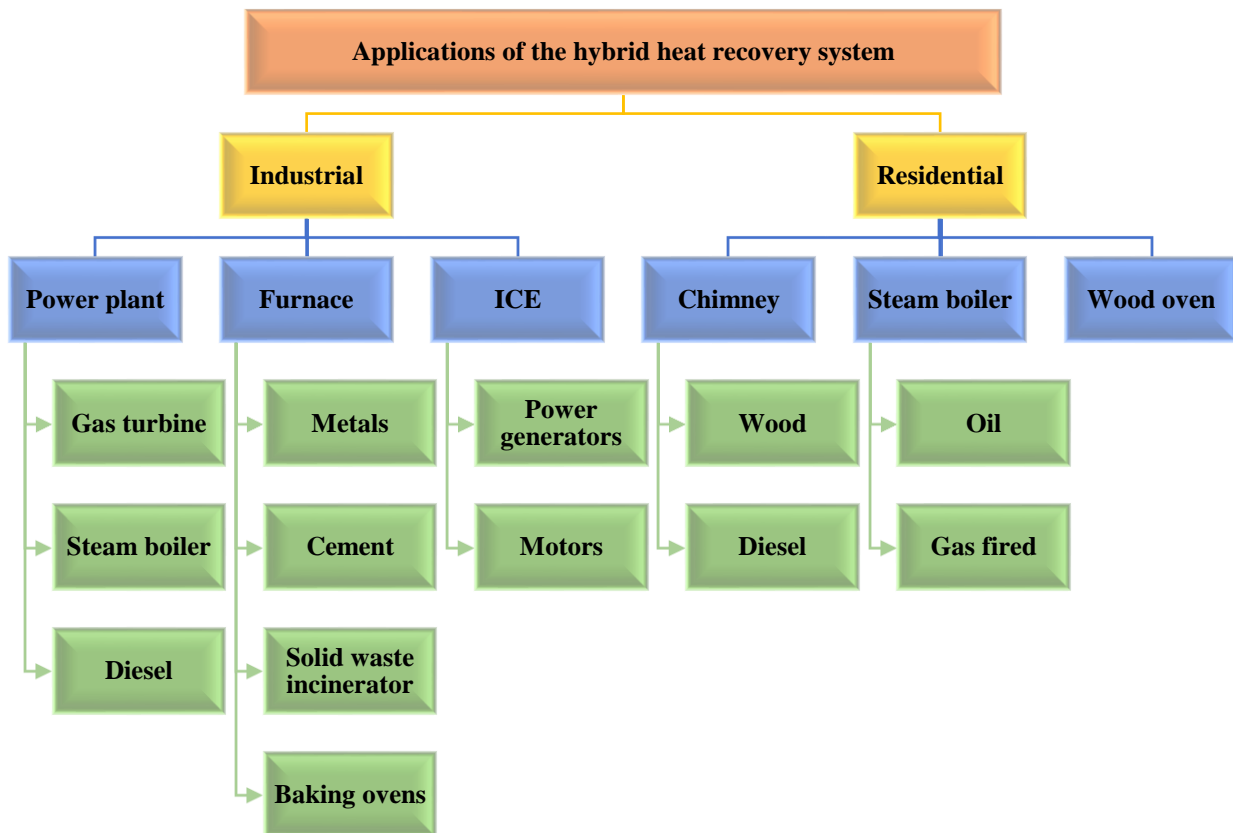 Applications of the hybrid heat recovery system
Industrial
Residential
Power plant
Furnace
ICE
Chimney
Steam boiler
Wood oven
Gas turbine
Metals
Power
generators
Wood
Oil
Steam boiler
Cement
Motors
Diesel
Gas fired
Diesel
Solid waste
incinerator
Baking ovens